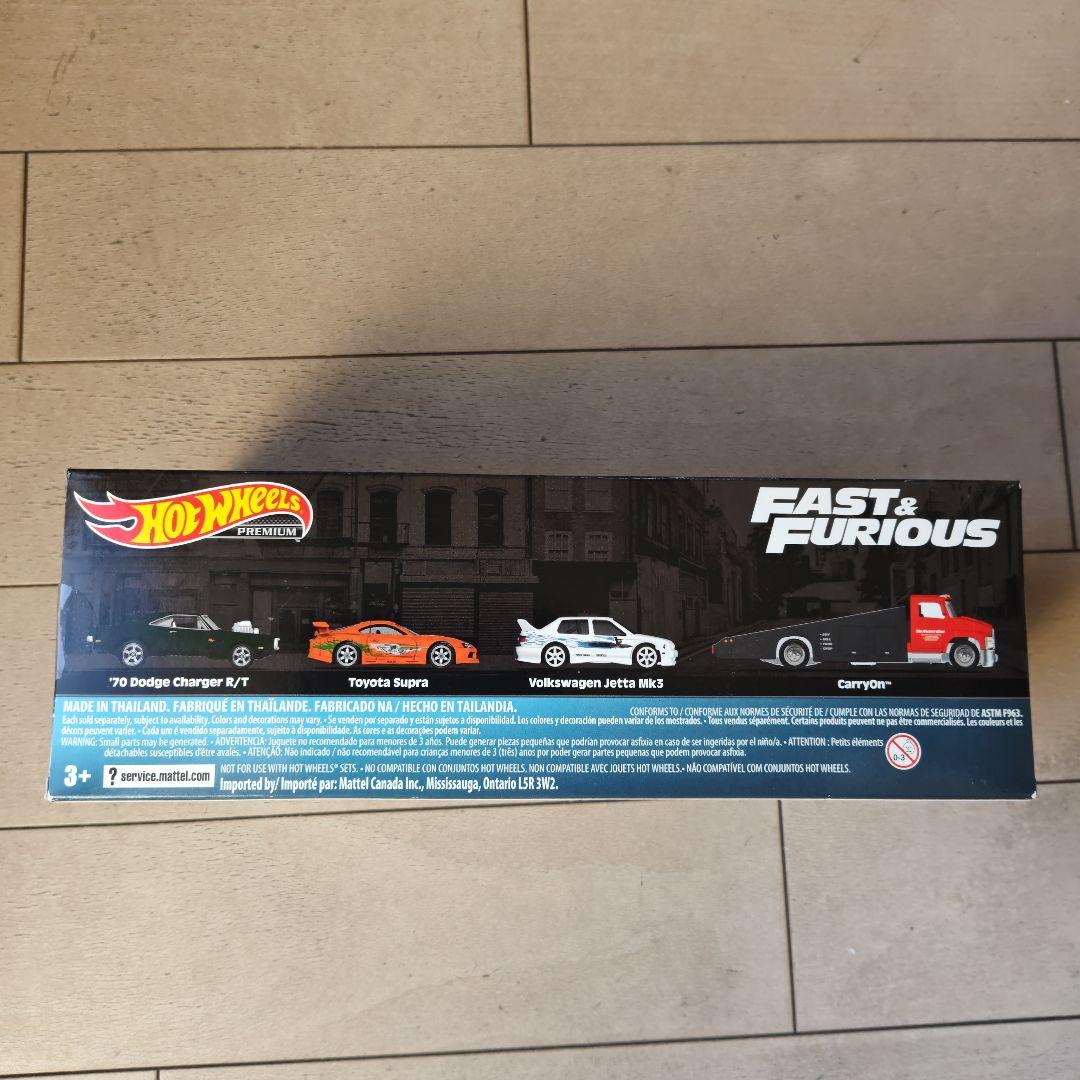 HOT WHEELS
PREMIUM
FAST & FURIOUS
'70 Dodge Charger R/T
Toyota Supra
Volkswagen Jetta Mk3
CarryOn™
MADE IN THAILAND. FABRIQUÉ EN THAÏLANDE. FABRICADO NA / HECHO EN TAILANDIA.
CONFORMS TO / CONFORME AUX NORMES DE SÉCURITÉ DE / CUMPLE CON LAS NORMAS DE SEGURIDAD DE ASTM F963.
Each sold separately, subject to availability. Colors and decorations may vary. • Se venden por separado y están sujetos a disponibilidad. Los colores y decoración pueden variar de los mostrados. • Tous vendus séparément. Certains produits peuvent ne pas être commercialisés. Les couleurs et les
décors peuvent varier. • Cada um é vendido separadamente, sujeito à disponibilidade. As cores e as decorações podem variar.
WARNING: Small parts may be generated. • ADVERTENCIA: Juguete no recomendado para menores de 3 años. Puede generar piezas pequeñas que podrían provocar asfixia en caso de ser ingeridas por el niño/a. • ATTENTION : Petits éléments
détachables susceptibles d'être avalés. • ATENÇÃO: Não indicado / não recomendável para crianças menores de 3 (três) anos por poder gerar partes pequenas que podem provocar asfixia.
0-3
3+
? service.mattel.com
NOT FOR USE WITH HOT WHEELS® SETS. • NO COMPATIBLE CON CONJUNTOS HOT WHEELS. NON COMPATIBLE AVEC JOUETS HOT WHEELS.• NÃO COMPATÍVEL COM CONJUNTOS HOT WHEELS.
Imported by/ Importé par: Mattel Canada Inc., Mississauga, Ontario L5R 3W2.